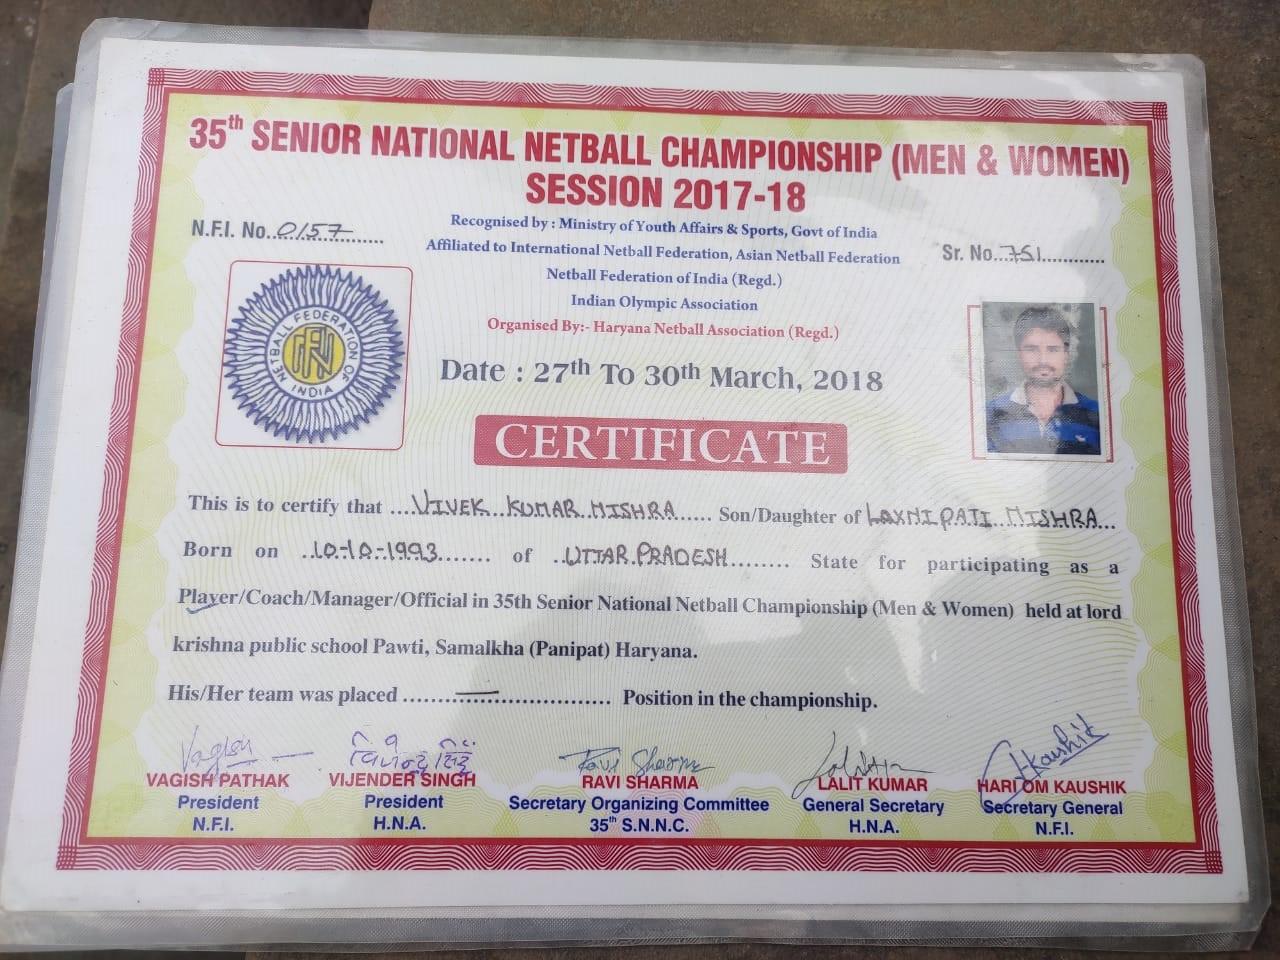 35th SENIOR NATIONAL NETBALL CHAMPIONSHIP (MEN & WOMEN)
SESSION 2017-18
N.F.I. No..0157................
Recognised by : Ministry of Youth Affairs & Sports, Govt of India
Affiliated to International Netball Federation, Asian Netball Federation
Netball Federation of India (Regd.)
Indian Olympic Association
Organised By:- Haryana Netball Association (Regd.)
Sr. No...751............
NETBALL FEDERATION OF INDIA
NFI
Date : 27th To 30th March, 2018
CERTIFICATE
This is to certify that ...VIVEK KUMAR MISHRA...... Son/Daughter of LAXMIPATI MISHRA...
Born on ..10-10-1993....... of ..UTTAR PRADESH........ State for participating as a
Player/Coach/Manager/Official in 35th Senior National Netball Championship (Men & Women) held at lord
krishna public school Pawti, Samalkha (Panipat) Haryana.
His/Her team was placed ........—................ Position in the championship.
Ravi Sharma
HKaushik
VAGISH PATHAK
President
N.F.I.
VIJENDER SINGH
President
H.N.A.
RAVI SHARMA
Secretary Organizing Committee
35th S.N.N.C.
LALIT KUMAR
General Secretary
H.N.A.
HARI OM KAUSHIK
Secretary General
N.F.I.